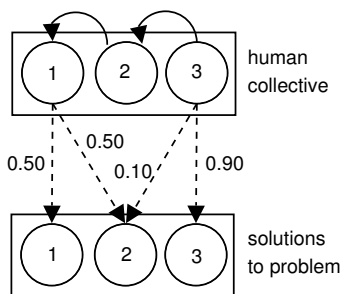 1 2 3
human
collective
0.50
0.50 0.10 0.90
1 2 3
solutions
to problem